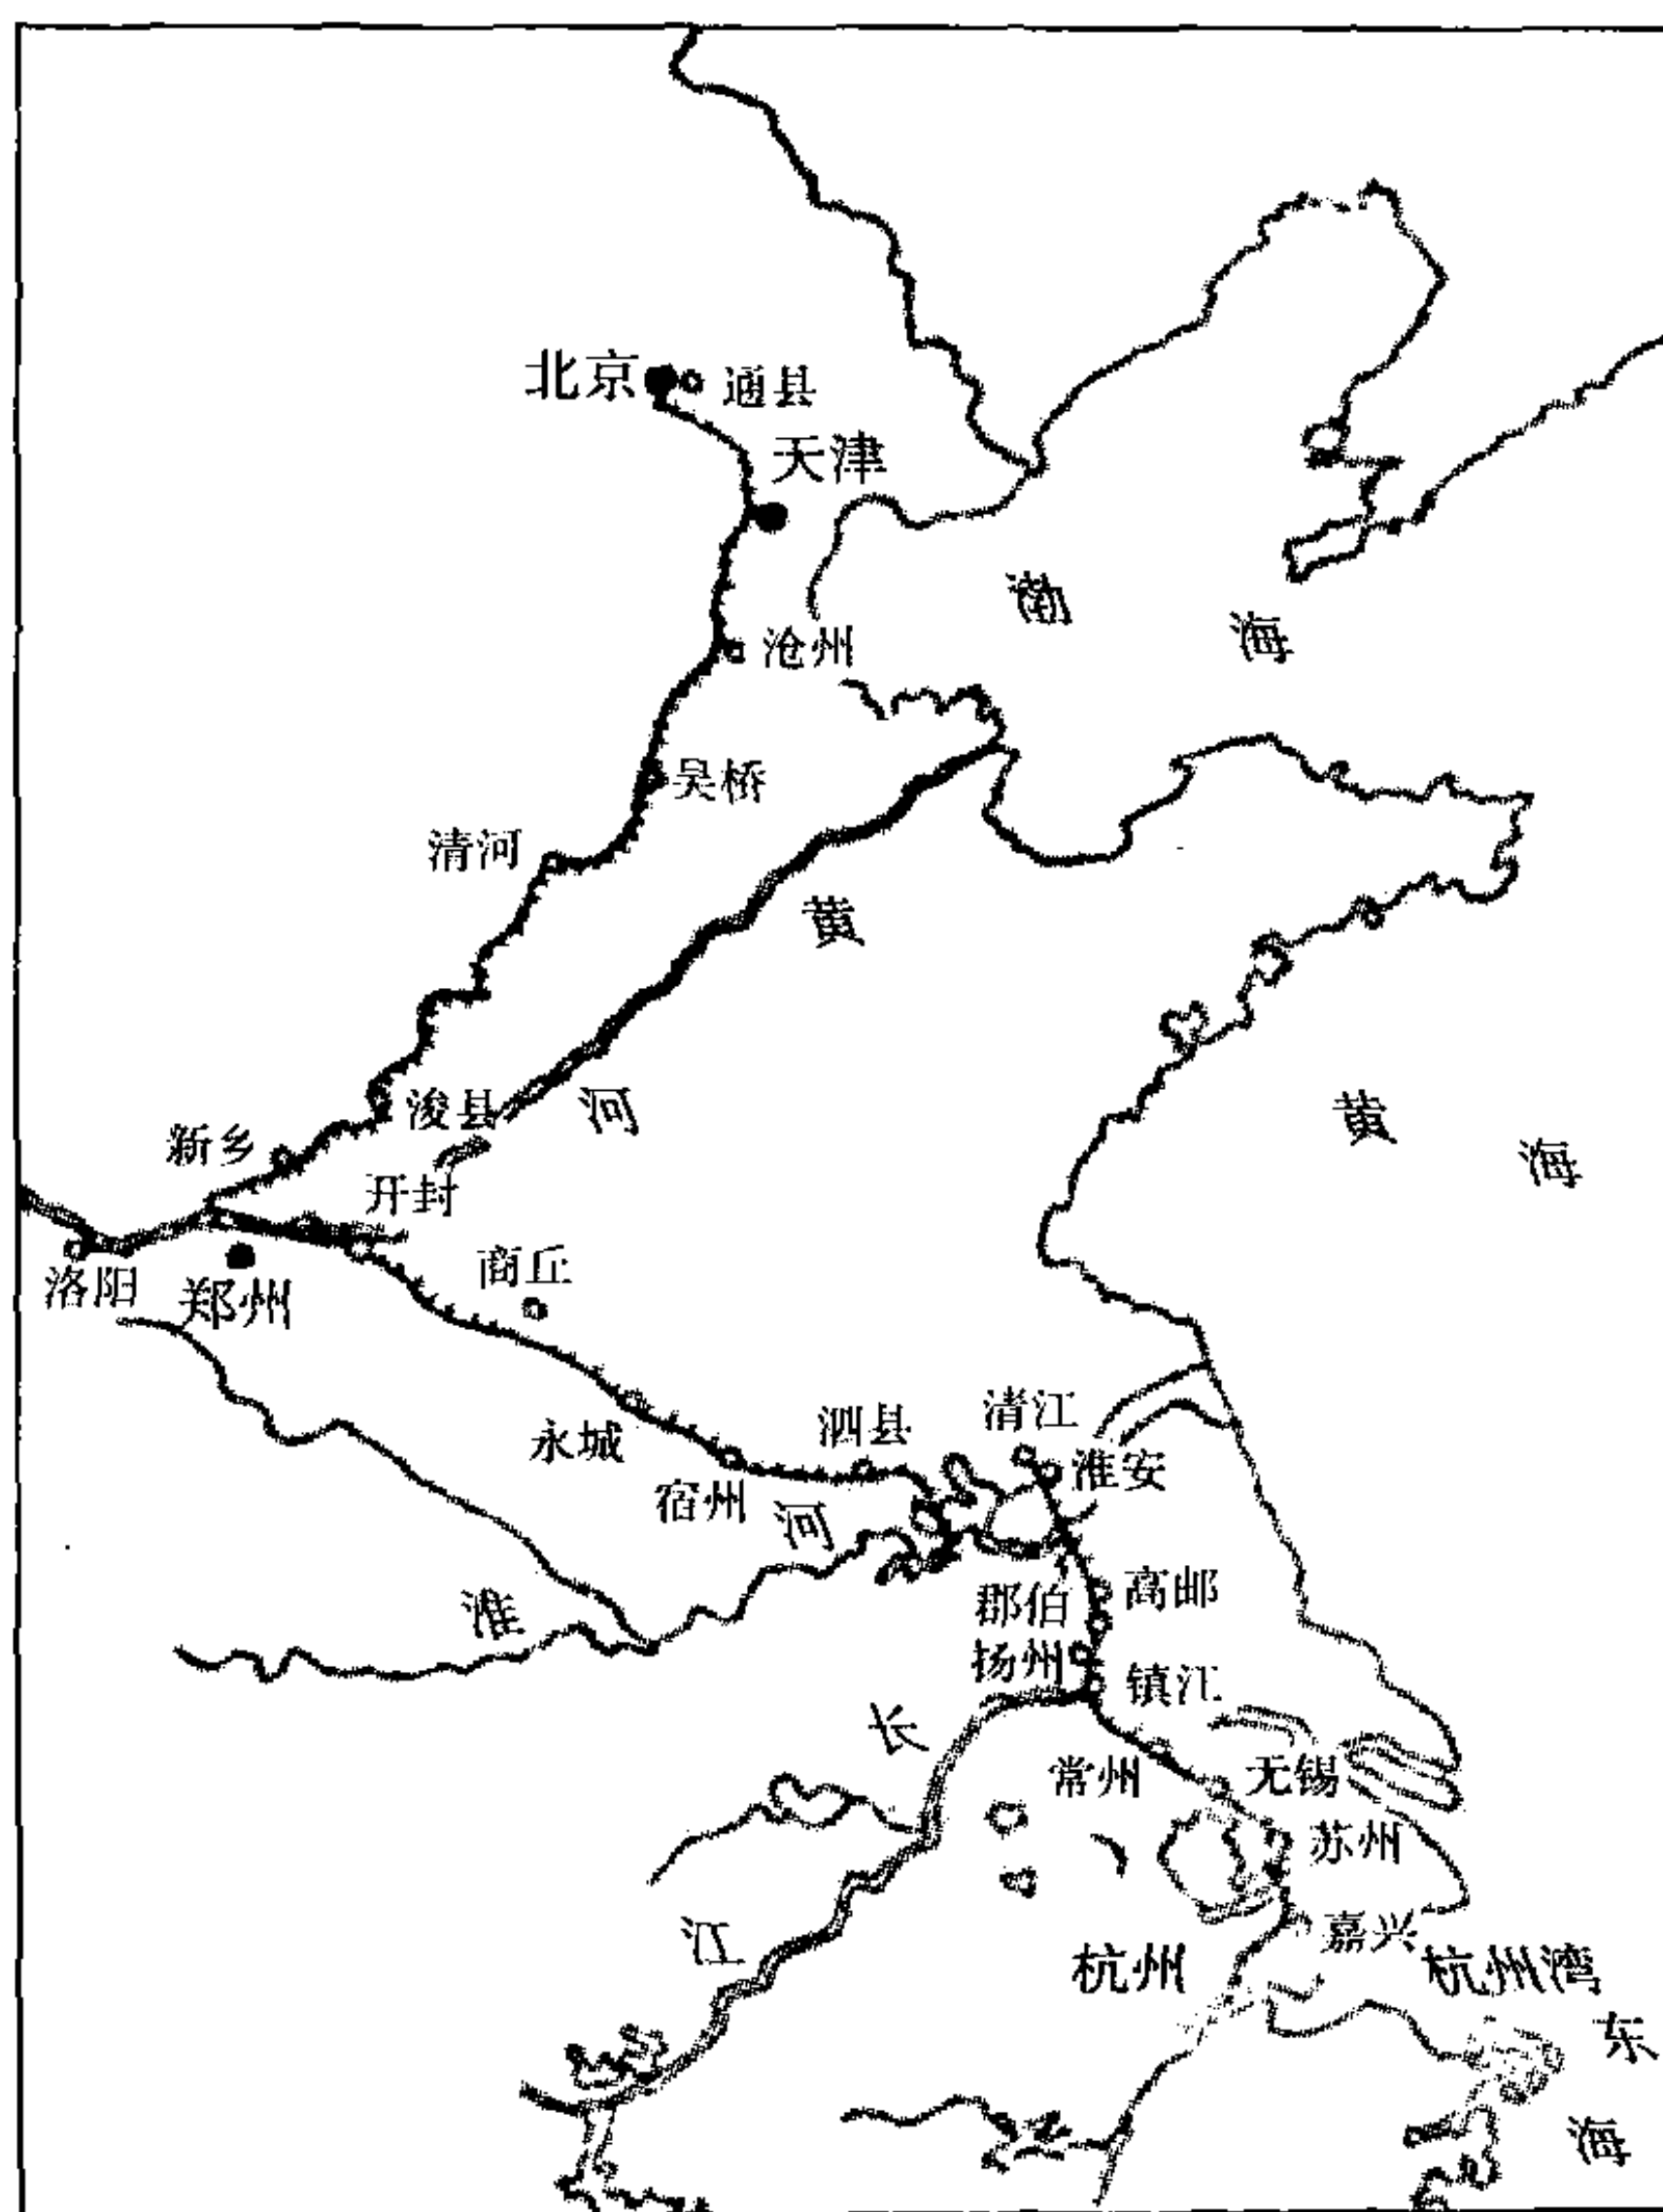 北京
通县
天津
渤
海
沧州
吴桥
清河
黄
河
浚县
新乡
开封
黄
海
洛阳
郑州
商丘
永城
宿州
泗县
清江
淮安
河
淮
郡伯
高邮
扬州
镇江
长
常州
无锡
苏州
江
嘉兴
杭州
杭州湾
东
海